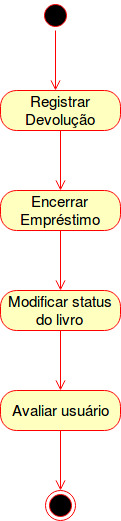 Registrar
Devolução
Encerrar
Empréstimo
Modificar status
do livro
Avaliar usuário